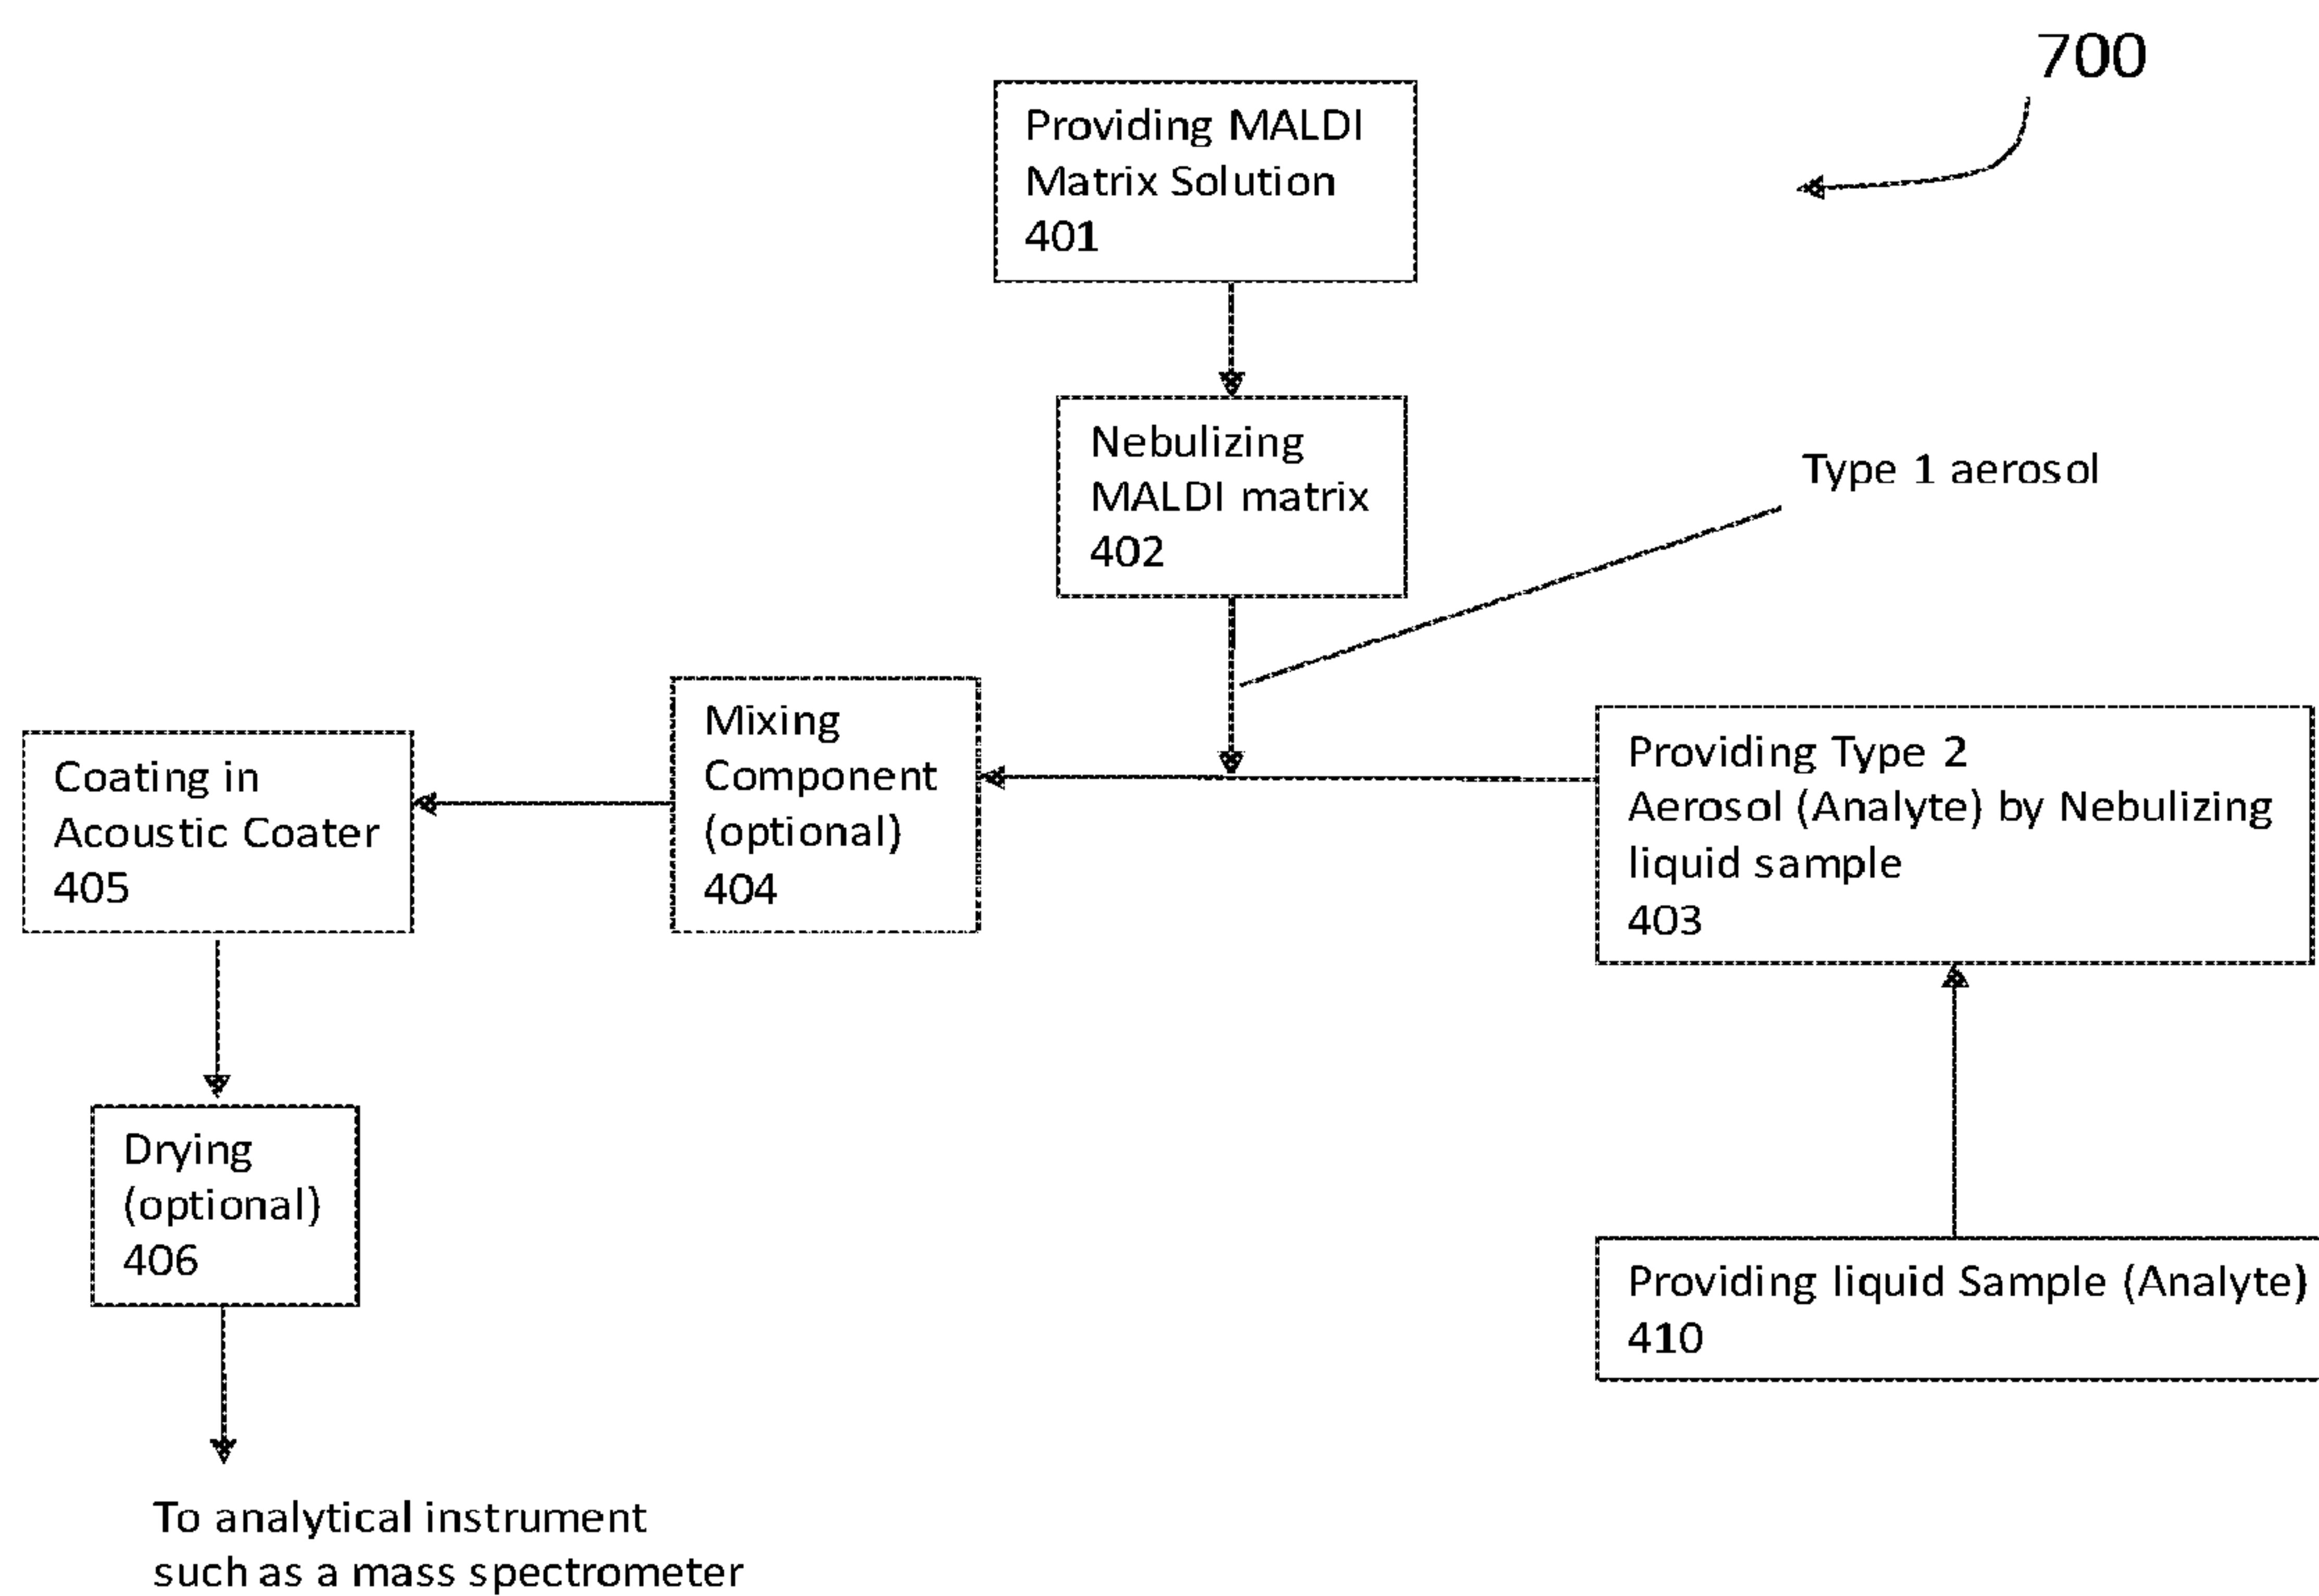 700
Providing MALDI
Matrix Solution
401
Nebulizing
MALDI matrix
402
Type 1 aerosol
Mixing
Component
(optional)
404
Coating in
Acoustic Coater
405
Providing Type 2
Aerosol (Analyte) by Nebulizing
liquid sample
403
Drying
(optional)
406
Providing liquid Sample (Analyte)
410
To analytical instrument
such as a mass spectrometer